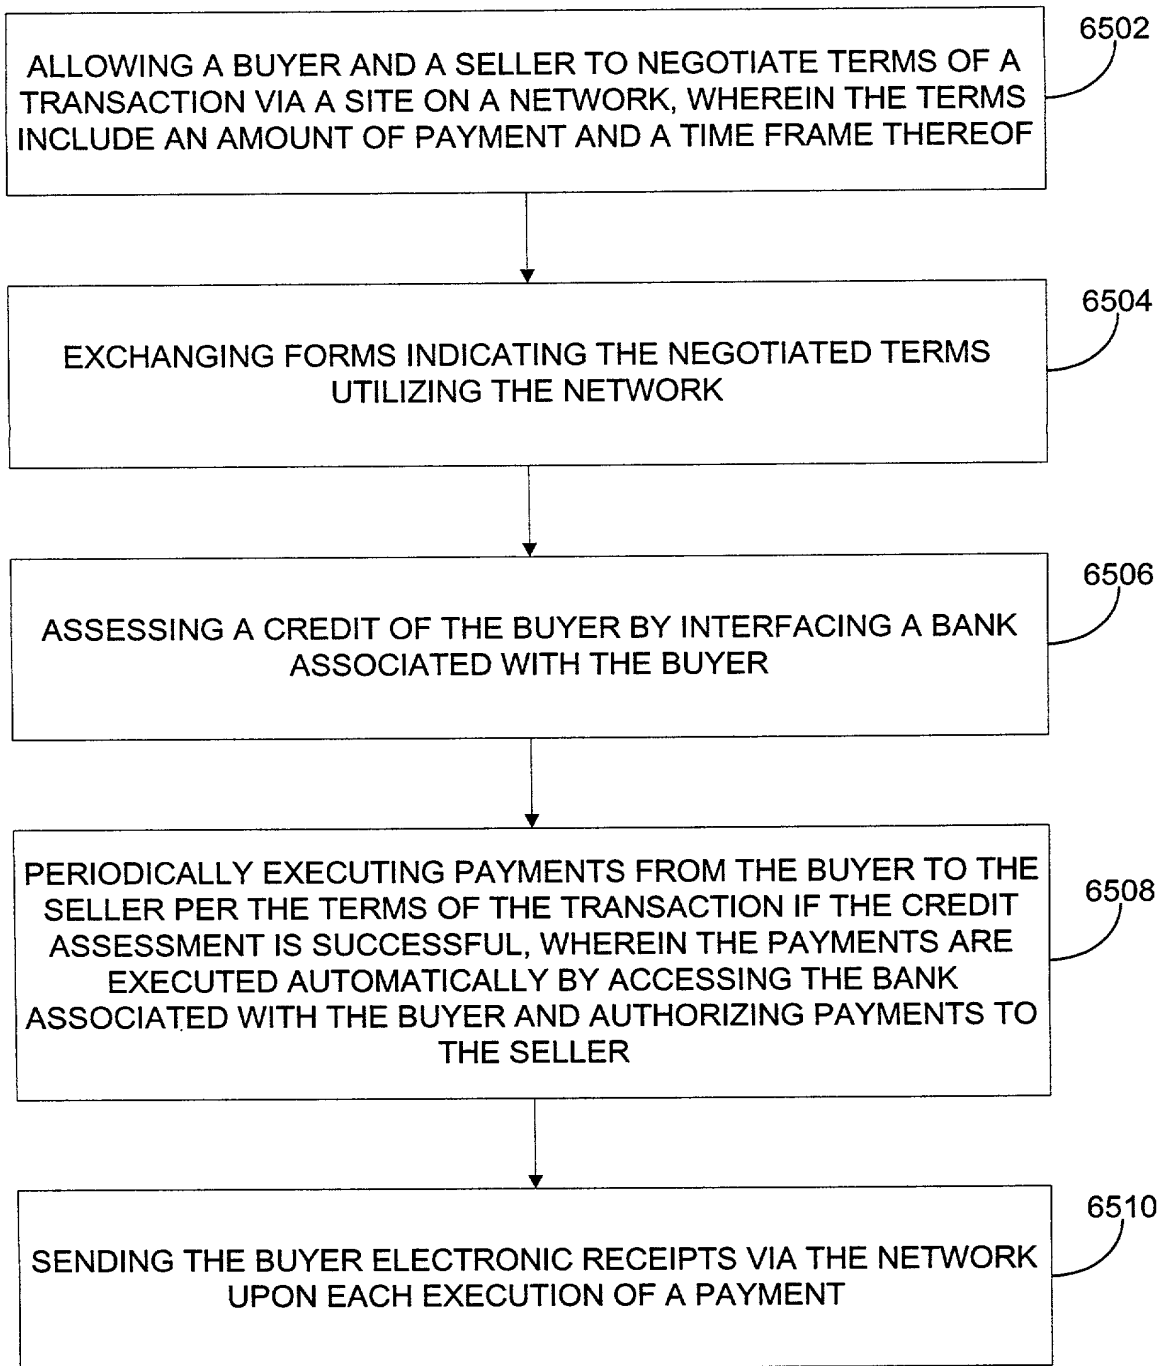 6502
ALLOWING A BUYER AND A SELLER TO NEGOTIATE TERMS OF A
TRANSACTION VIA A SITE ON A NETWORK, WHEREIN THE TERMS
INCLUDE AN AMOUNT OF PAYMENT AND A TIME FRAME THEREOF
6504
EXCHANGING FORMS INDICATING THE NEGOTIATED TERMS
UTILIZING THE NETWORK
6506
ASSESSING A CREDIT OF THE BUYER BY INTERFACING A BANK
ASSOCIATED WITH THE BUYER
6508
PERIODICALLY EXECUTING PAYMENTS FROM THE BUYER TO THE
SELLER PER THE TERMS OF THE TRANSACTION IF THE CREDIT
ASSESSMENT IS SUCCESSFUL, WHEREIN THE PAYMENTS ARE
EXECUTED AUTOMATICALLY BY ACCESSING THE BANK
ASSOCIATED WITH THE BUYER AND AUTHORIZING PAYMENTS TO
THE SELLER
6510
SENDING THE BUYER ELECTRONIC RECEIPTS VIA THE NETWORK
UPON EACH EXECUTION OF A PAYMENT